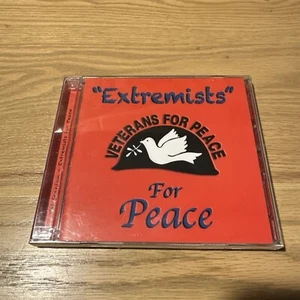 "Extremists"
VETERANS FOR PEACE
For
Peace